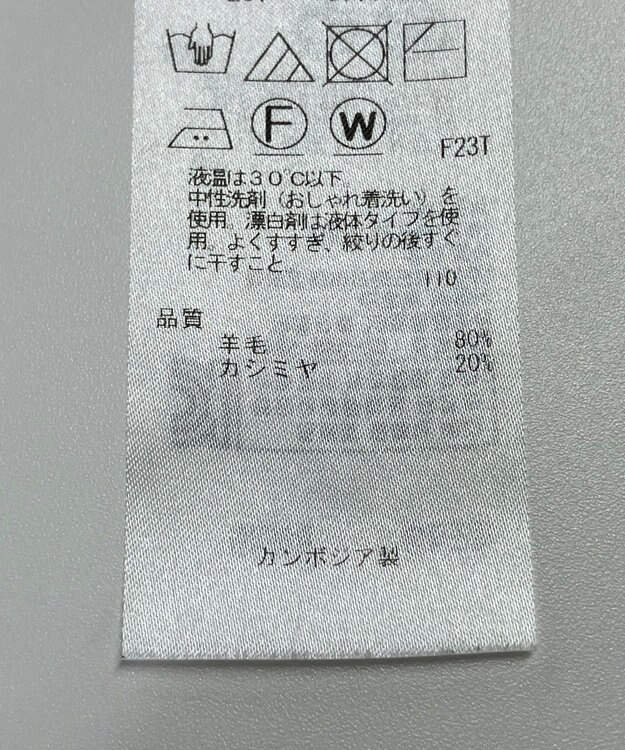 F
W
F23T
液温は30℃以下
中性洗剤（おしゃれ着洗い）を
使用。漂白剤は液体タイプを使
用。よくすすぎ、絞りの後すぐ
に干すこと
110
品質
羊毛 80%
カシミヤ 20%
カンボジア製